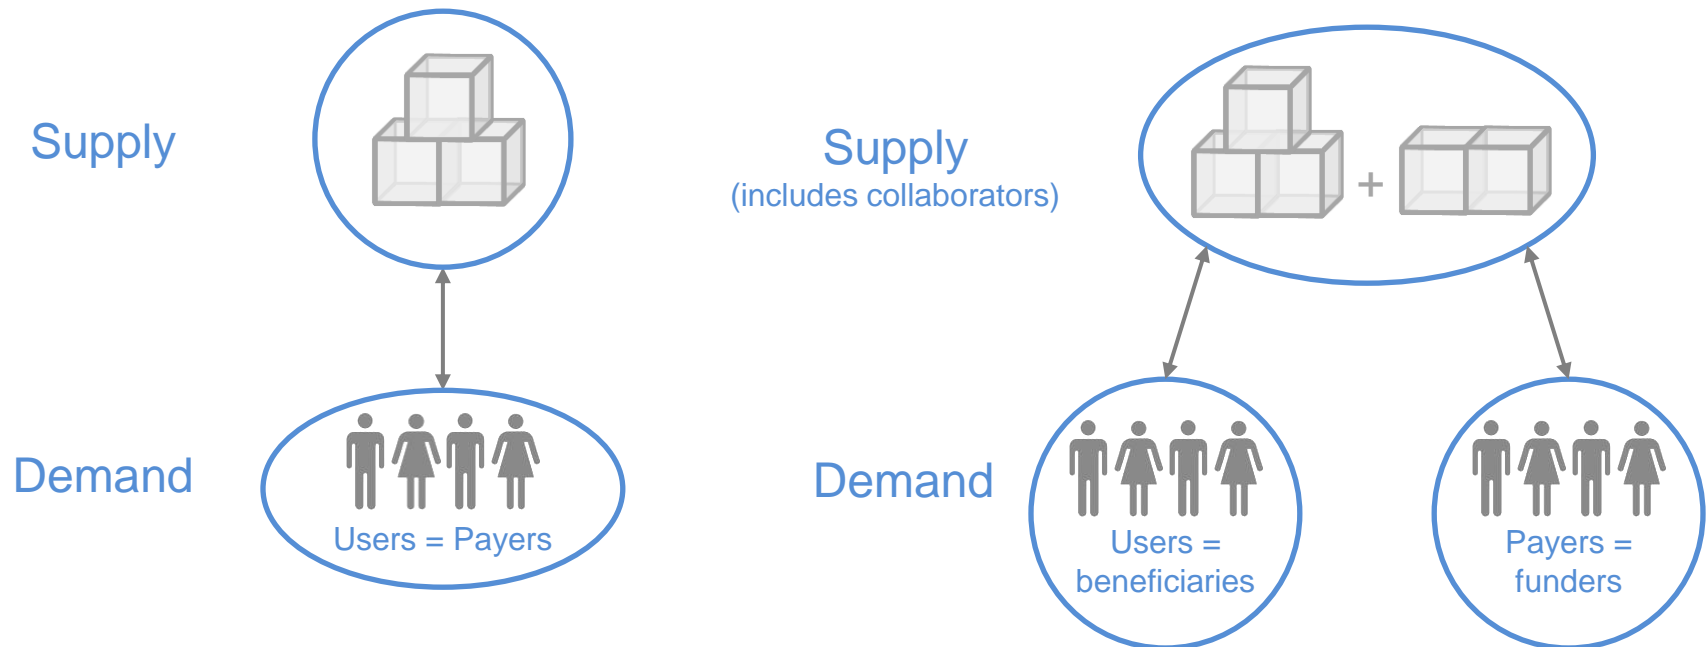 Supply
Demand
Users = Payers
Supply
(includes collaborators)
+
Demand
Users =
beneficiaries
Payers =
funders